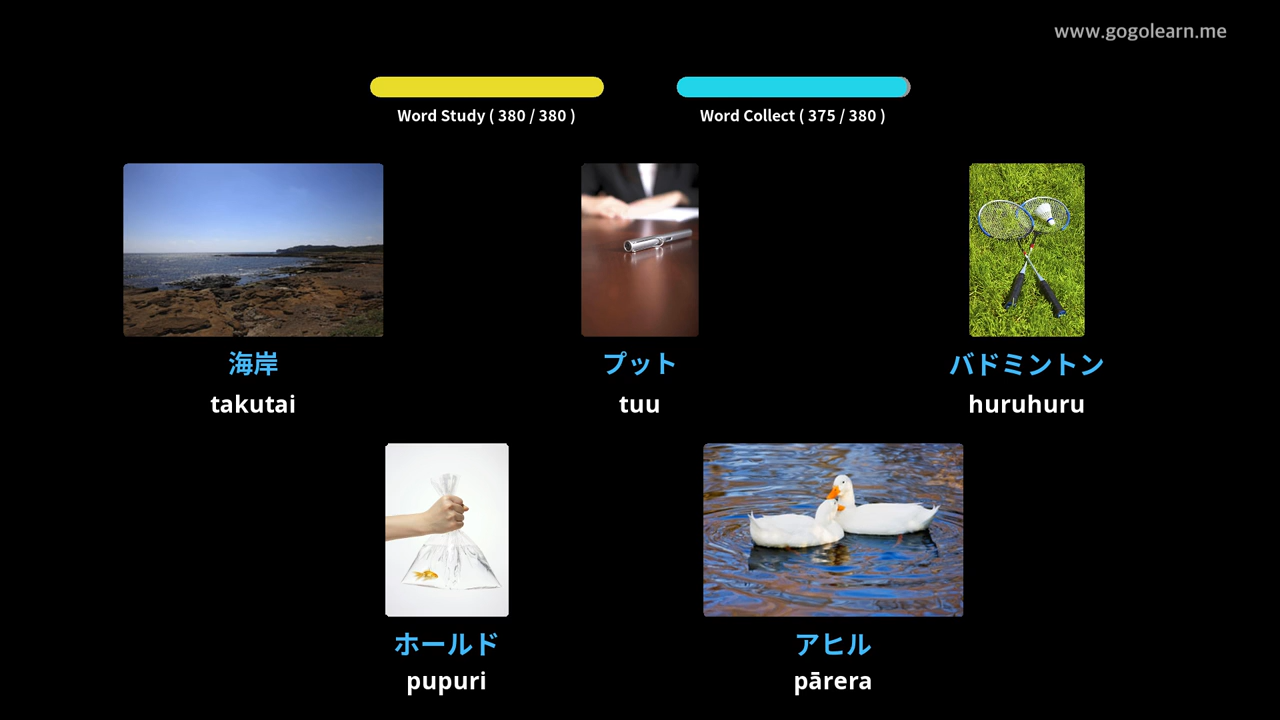 www.gogolearn.me
Word Study ( 380 / 380 )
Word Collect ( 375 / 380 )
海岸
プット
バドミントン
takutai
tuu
huruhuru
ホールド
アヒル
pupuri
pārera